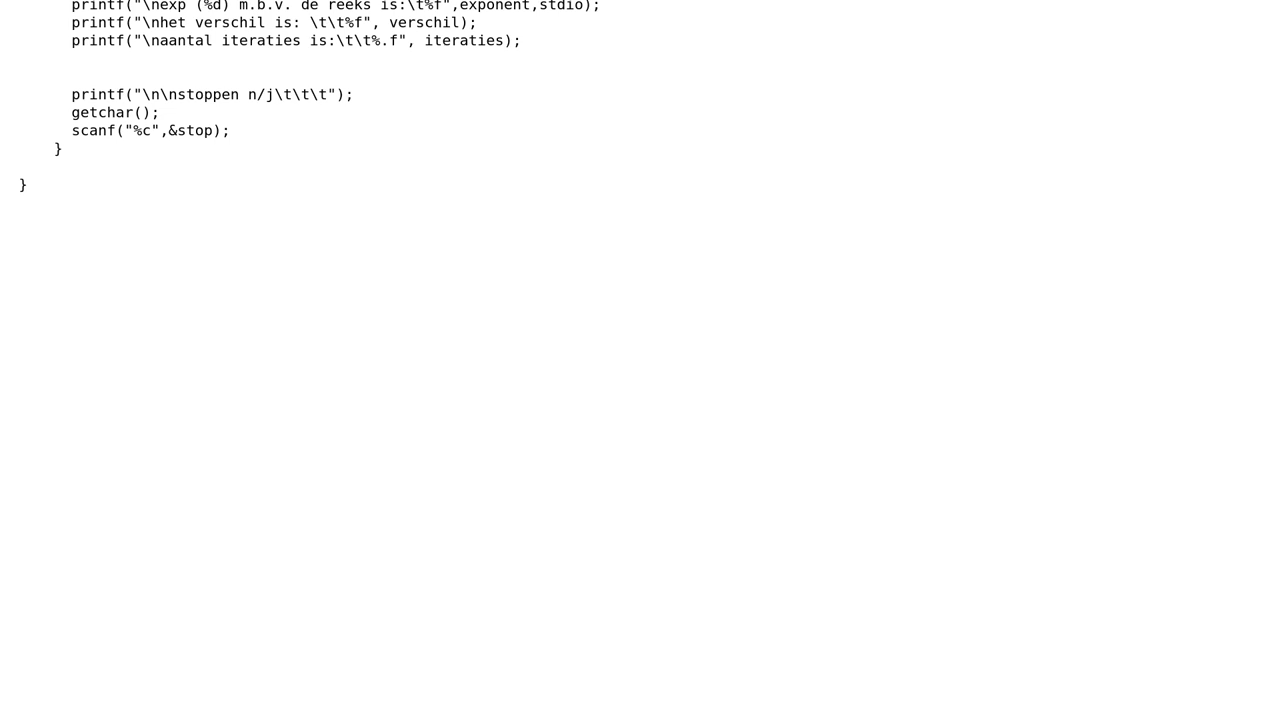 printf("\nexp (%d) m.b.v. de reeks is:\t%f",exponent,stdio);
printf("\nhet verschil is: \t\t%f", verschil);
printf("\naantal iteraties is:\t\t%.f", iteraties);
printf("\n\nstoppen n/j\t\t\t");
getchar();
scanf("%c",&stop);
}
}